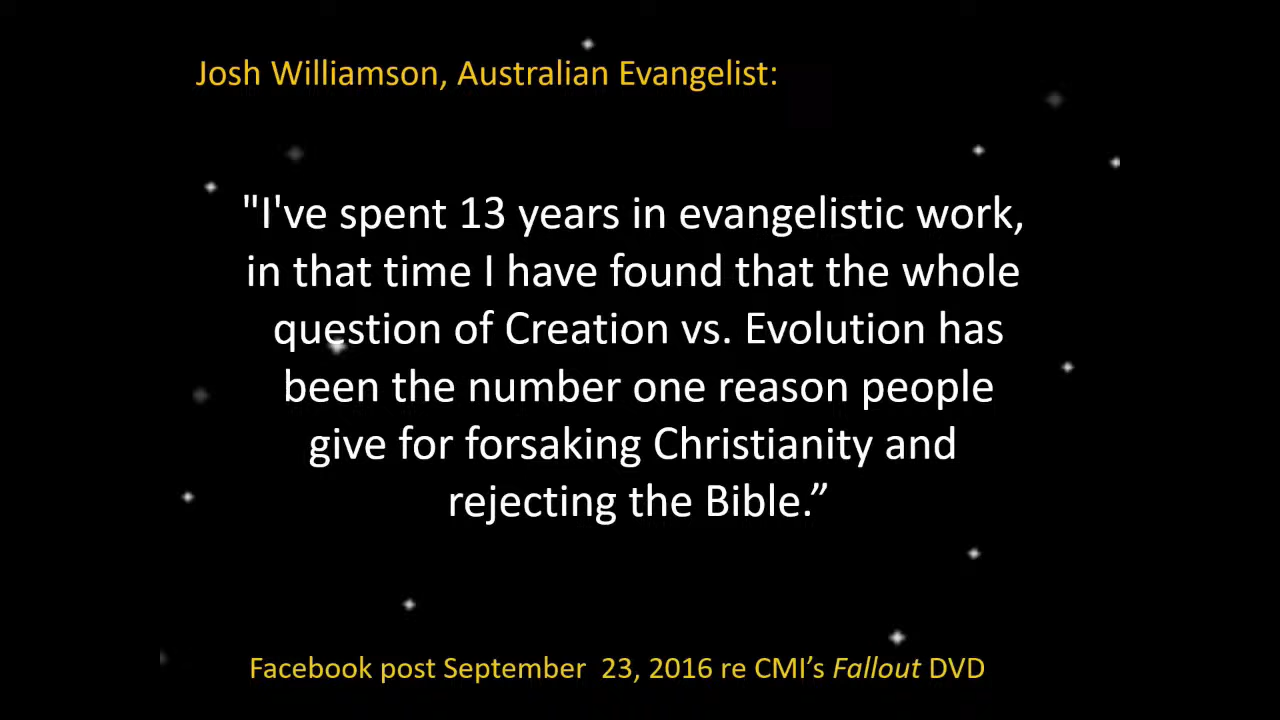 Josh Williamson, Australian Evangelist:
"I've spent 13 years in evangelistic work,
in that time I have found that the whole
question of Creation vs. Evolution has
been the number one reason people
give for forsaking Christianity and
rejecting the Bible.”
Facebook post September  23, 2016 re CMI’s Fallout DVD